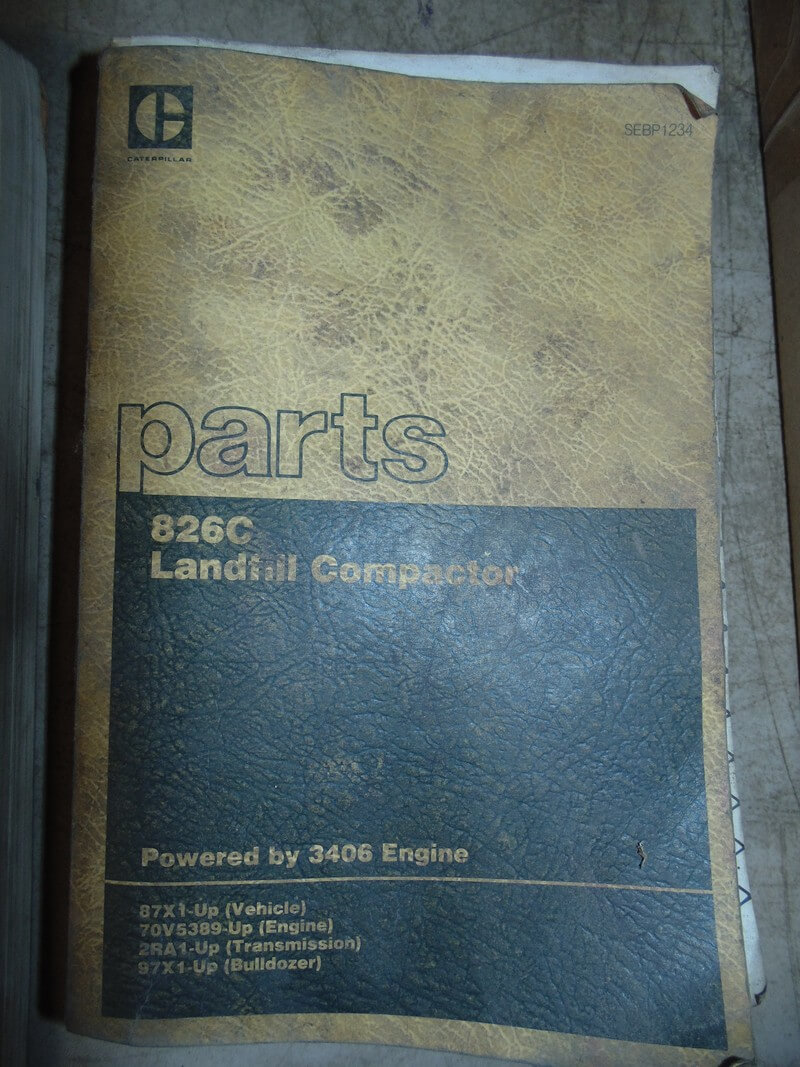 CATERPILLAR
SEBP1234
parts
826C
Landfill Compactor
Powered by 3406 Engine
87X1-Up (Vehicle)
70V5389-Up (Engine)
2RA1-Up (Transmission)
97X1-Up (Bulldozer)